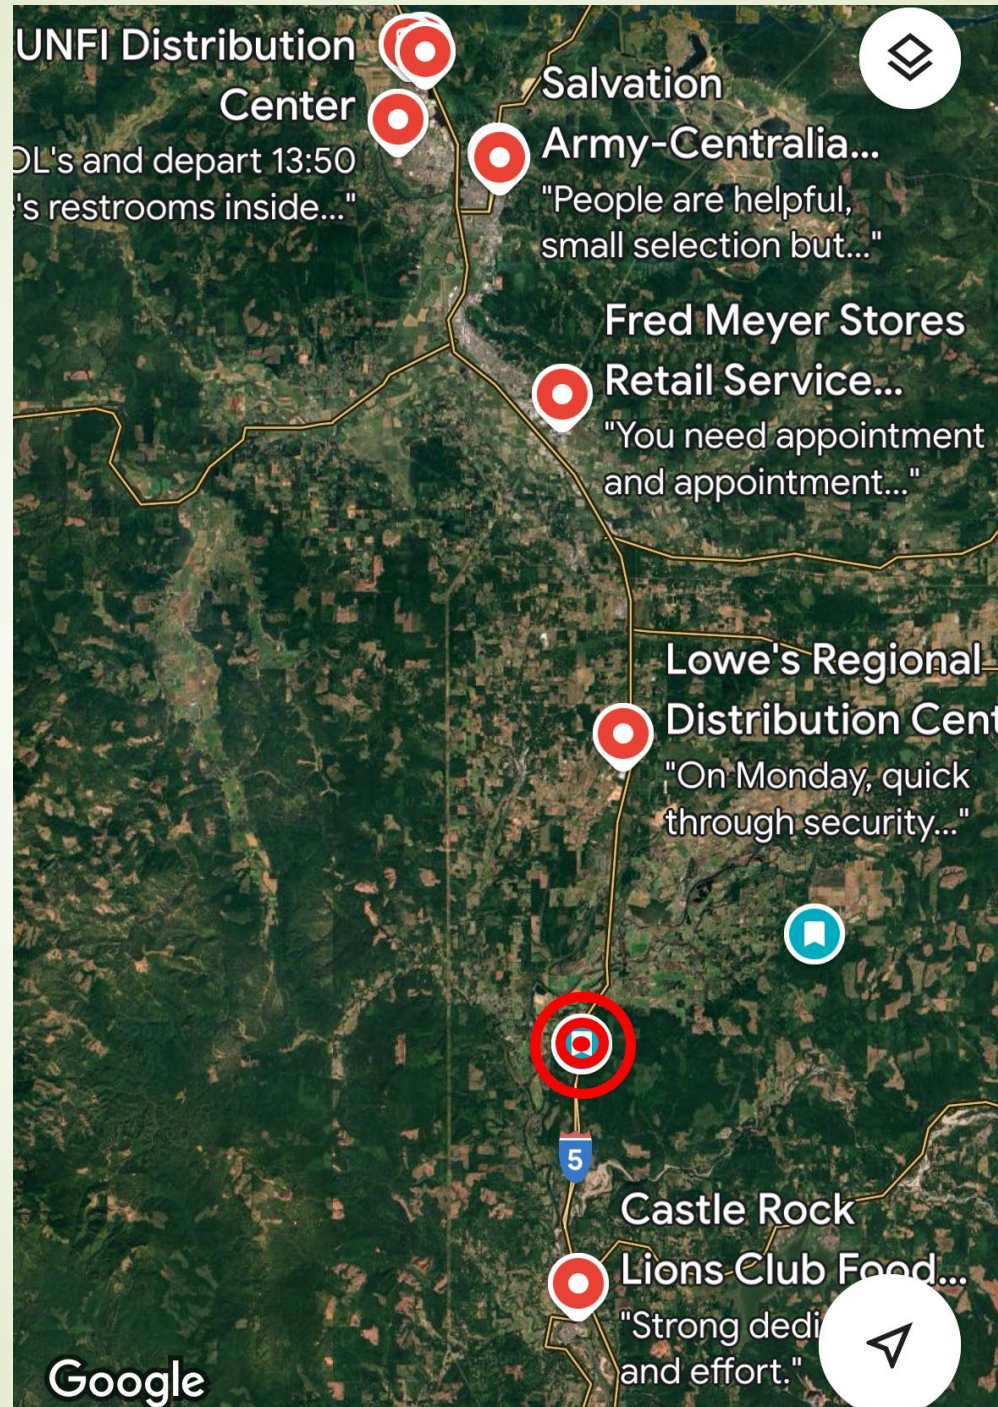 UNFI Distribution
Center
OL's and depart 13:50
's restrooms inside..."
Salvation
Army-Centralia...
"People are helpful,
small selection but..."
Fred Meyer Stores
Retail Service...
"You need appointment
and appointment..."
Lowe's Regional
Distribution Cent
"On Monday, quick
through security..."
5
Castle Rock
Lions Club Food...
"Strong dedi
and effort."
Google